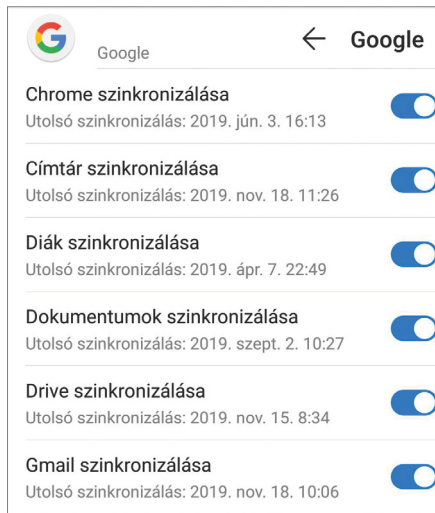 Google
← Google
Chrome szinkronizálása
Utolsó szinkronizálás: 2019. jún. 3. 16:13
Címtár szinkronizálása
Utolsó szinkronizálás: 2019. nov. 18. 11:26
Diák szinkronizálása
Utolsó szinkronizálás: 2019. ápr. 7. 22:49
Dokumentumok szinkronizálása
Utolsó szinkronizálás: 2019. szept. 2. 10:27
Drive szinkronizálása
Utolsó szinkronizálás: 2019. nov. 15. 8:34
Gmail szinkronizálása
Utolsó szinkronizálás: 2019. nov. 18. 10:06